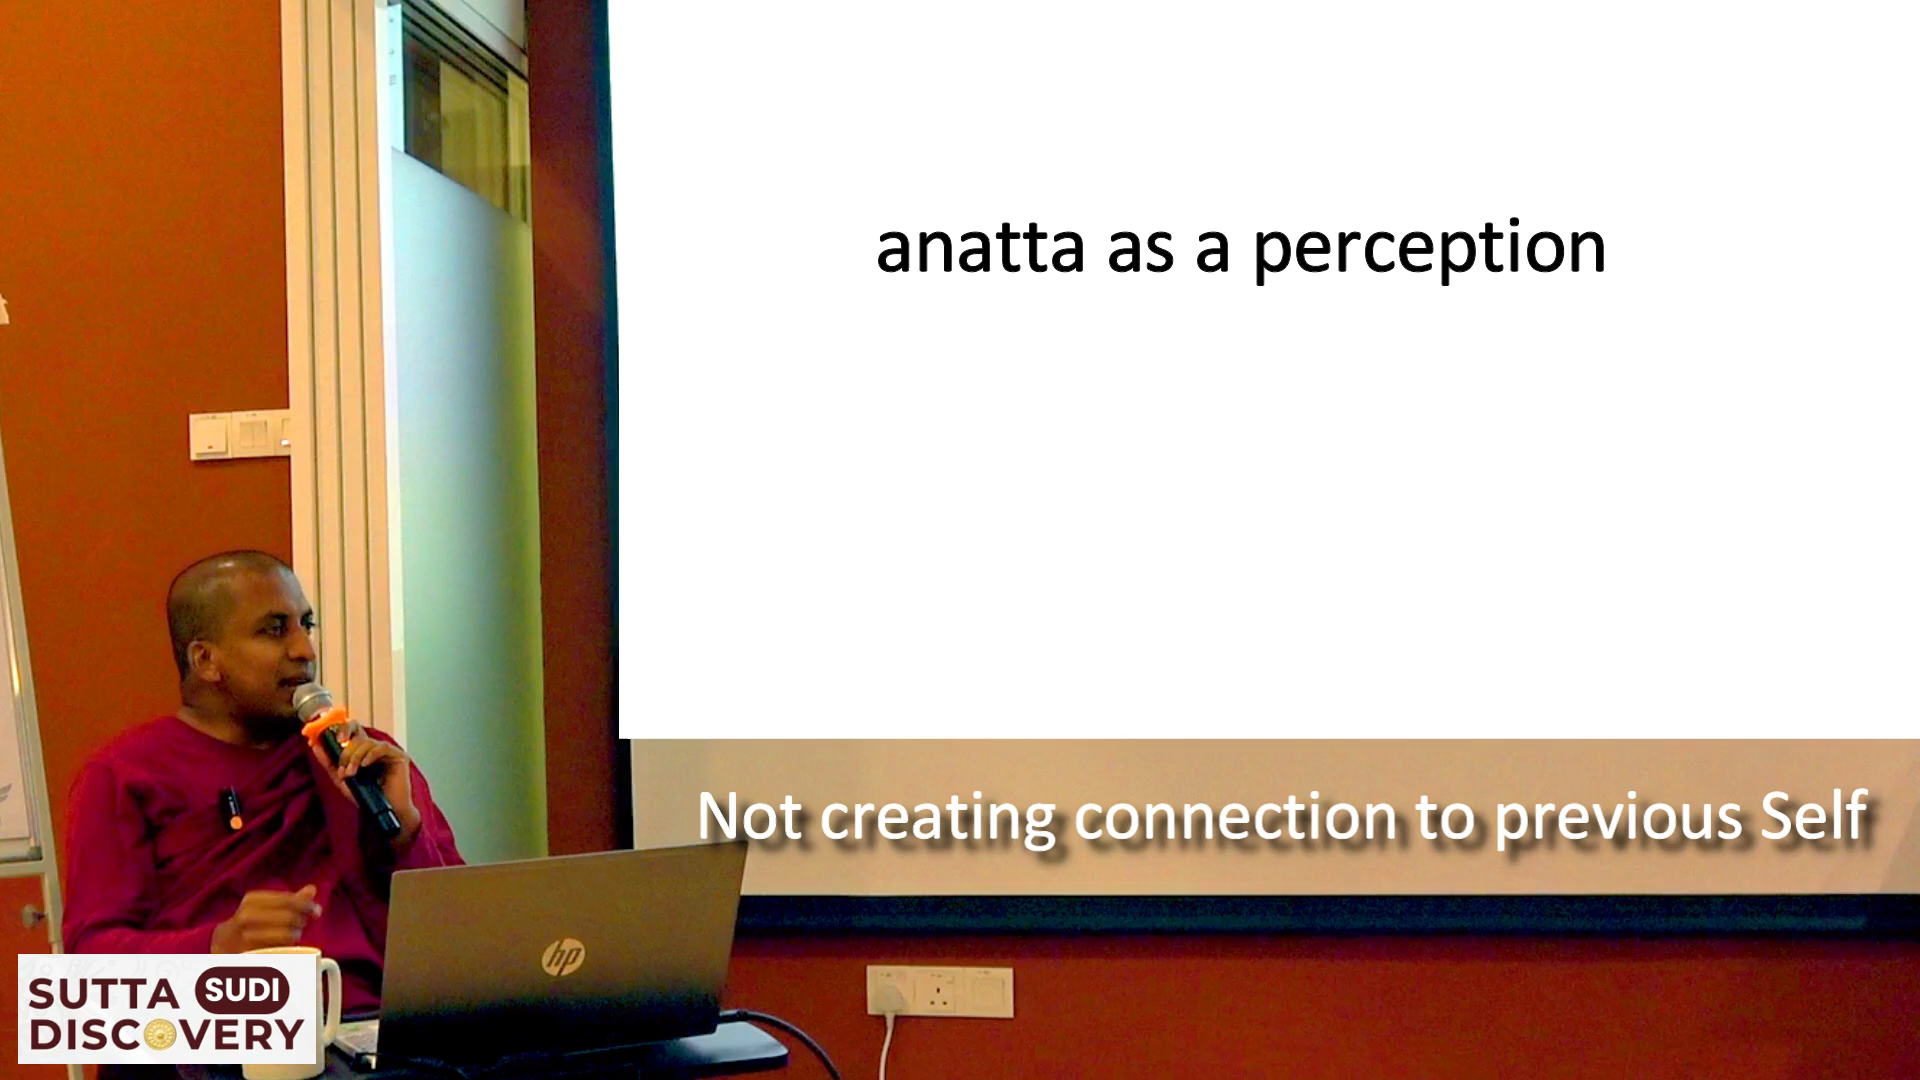 anatta as a perception
Not creating connection to previous Self
hp
SUTTA SUDI
DISCOVERY